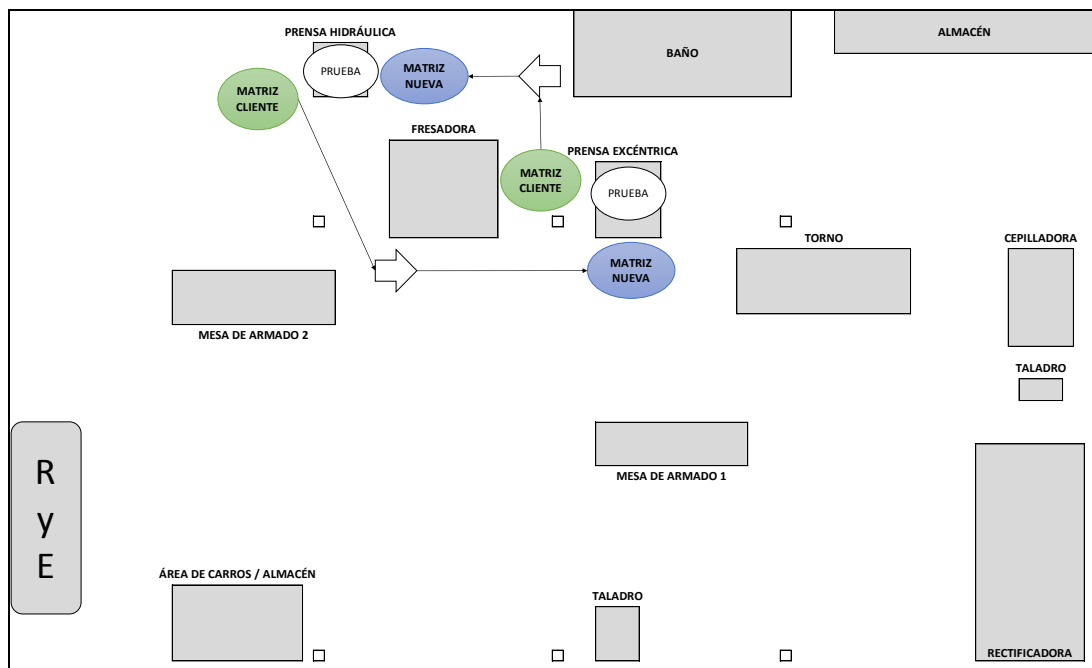 PRENSA HIDRÁULICA
BAÑO
ALMACÉN
PRUEBA
MATRIZ
NUEVA
MATRIZ
CLIENTE
FRESADORA
PRENSA EXCÉNTRICA
MATRIZ
CLIENTE
PRUEBA
TORNO
CEPILLADORA
MATRIZ
NUEVA
MESA DE ARMADO 2
TALADRO
MESA DE ARMADO 1
R
y
E
ÁREA DE CARROS / ALMACÉN
TALADRO
RECTIFICADORA